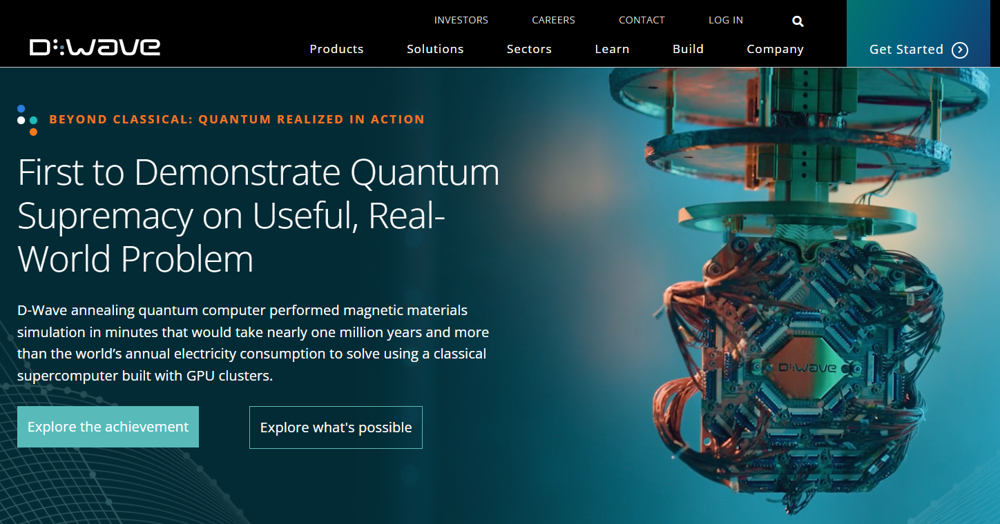 INVESTORS CAREERS CONTACT LOG IN
D:wave
Products Solutions Sectors Learn Build Company
Get Started
BEYOND CLASSICAL: QUANTUM REALIZED IN ACTION
First to Demonstrate Quantum
Supremacy on Useful, Real-
World Problem
D-Wave annealing quantum computer performed magnetic materials
simulation in minutes that would take nearly one million years and more
than the world’s annual electricity consumption to solve using a classical
supercomputer built with GPU clusters.
Explore the achievement
Explore what's possible
D:wave